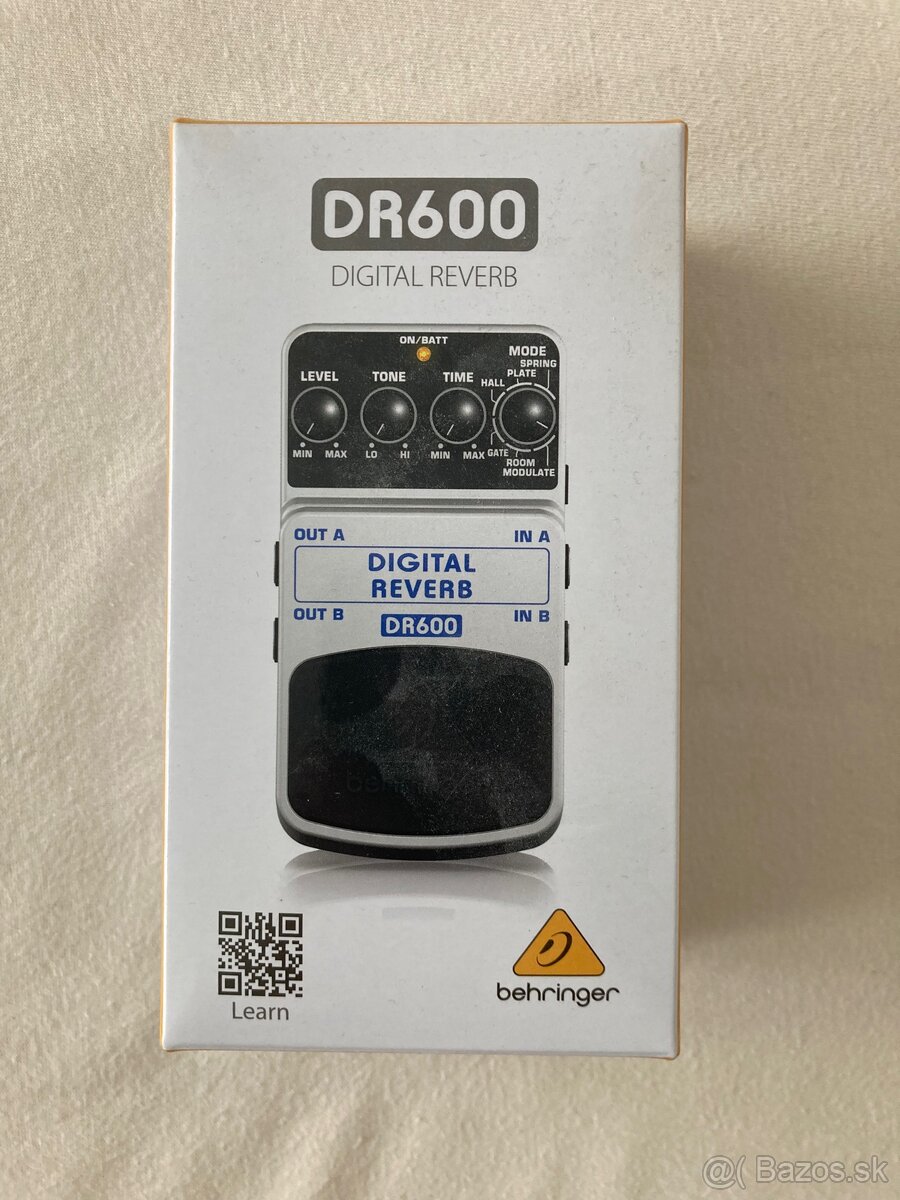 DR600
DIGITAL REVERB
ON/BATT
LEVEL
TONE
TIME
MODE
SPRING
PLATE
HALL
MIN MAX
LO HI
MIN MAX
GATE
ROOM
MODULATE
OUT A
IN A
DIGITAL
REVERB
OUT B
IN B
DR600
behringer
Learn
behringer
@( Bazos.sk